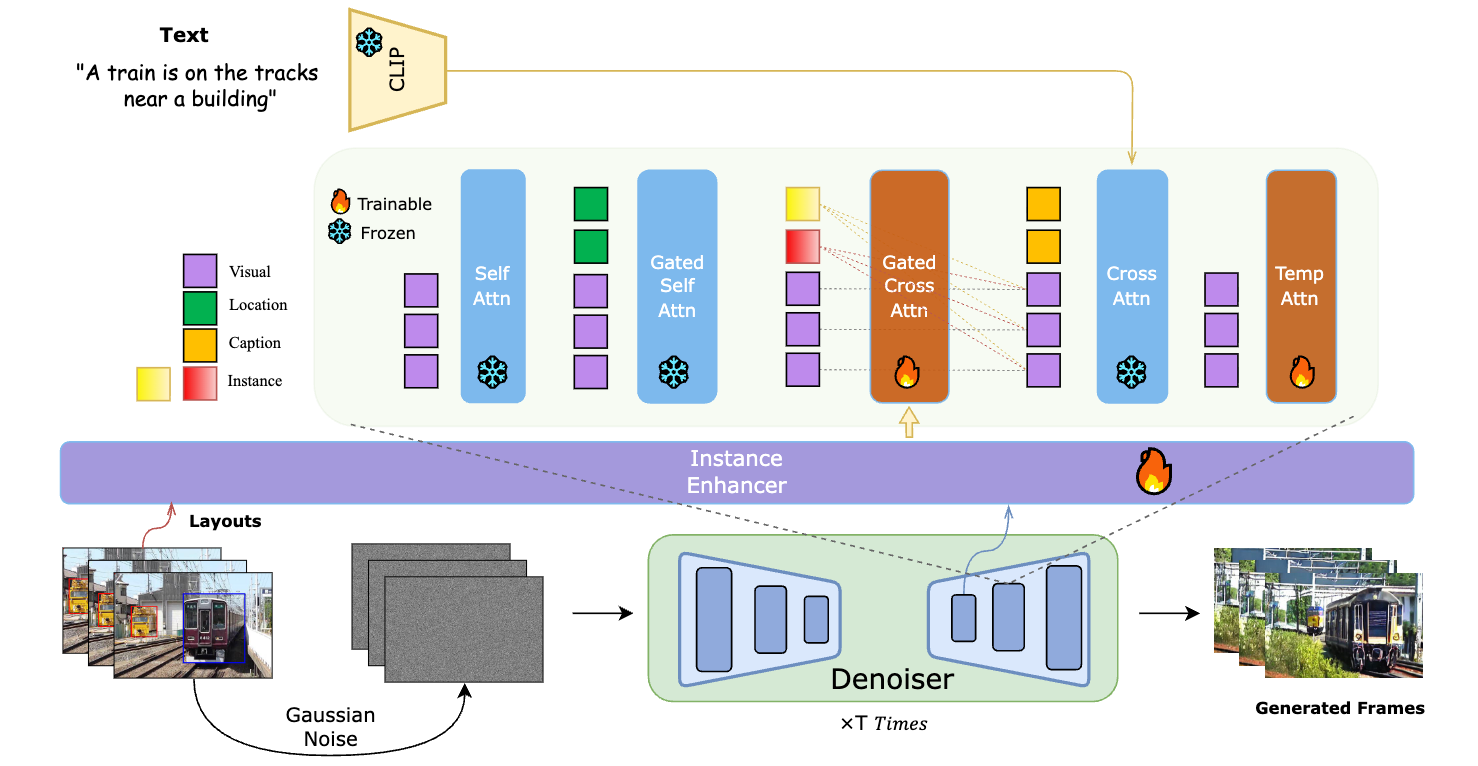 Text
"A train is on the tracks
near a building"
CLIP
Trainable
Frozen
Visual
Location
Caption
Instance
Self
Attn
Gated
Self
Attn
Gated
Cross
Attn
Cross
Attn
Temp
Attn
Instance
Enhancer
Layouts
Gaussian
Noise
Denoiser
×T Times
Generated Frames